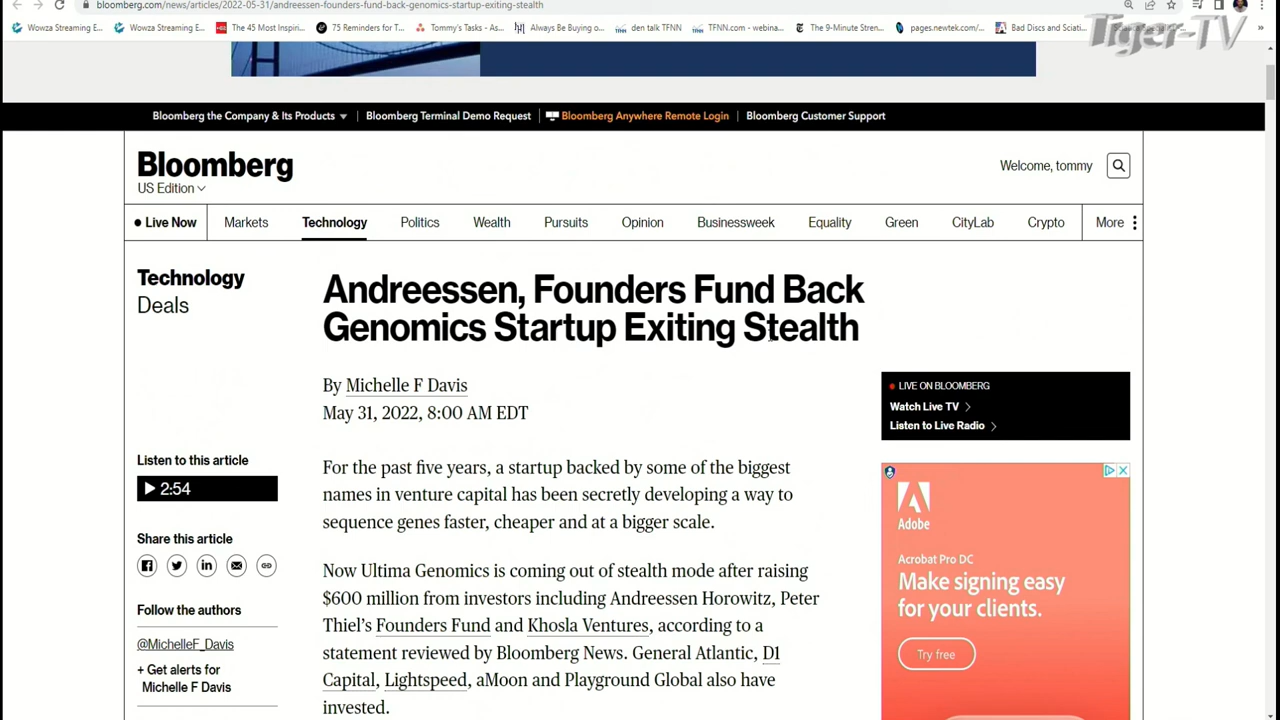 bloomberg.com/news/articles/2022-05-31/andreessen-founders-fund-back-genomics-startup-exiting-stealth
Wowza Streaming E... Wowza Streaming E... The 45 Most Inspiri... 75 Reminders for T... Tommy's Tasks - As... Always Be Buying o... den talk TFNN TFNN.com - webina... The 9-Minute Stren... pages.newtek.com/... Bad Discs and Sciati...
Tiger-TV
Bloomberg the Company & Its Products Bloomberg Terminal Demo Request Bloomberg Anywhere Remote Login Bloomberg Customer Support
Bloomberg
US Edition
Welcome, tommy
Live Now Markets Technology Politics Wealth Pursuits Opinion Businessweek Equality Green CityLab Crypto More
Technology
Deals
Andreessen, Founders Fund Back
Genomics Startup Exiting Stealth
By Michelle F Davis
May 31, 2022, 8:00 AM EDT
Listen to this article
2:54
Share this article
Follow the authors
@MichelleF_Davis
+ Get alerts for
Michelle F Davis
For the past five years, a startup backed by some of the biggest
names in venture capital has been secretly developing a way to
sequence genes faster, cheaper and at a bigger scale.
Now Ultima Genomics is coming out of stealth mode after raising
$600 million from investors including Andreessen Horowitz, Peter
Thiel's Founders Fund and Khosla Ventures, according to a
statement reviewed by Bloomberg News. General Atlantic, D1
Capital, Lightspeed, aMoon and Playground Global also have
invested.
LIVE ON BLOOMBERG
Watch Live TV
Listen to Live Radio
Adobe
Acrobat Pro DC
Make signing easy
for your clients.
Try free